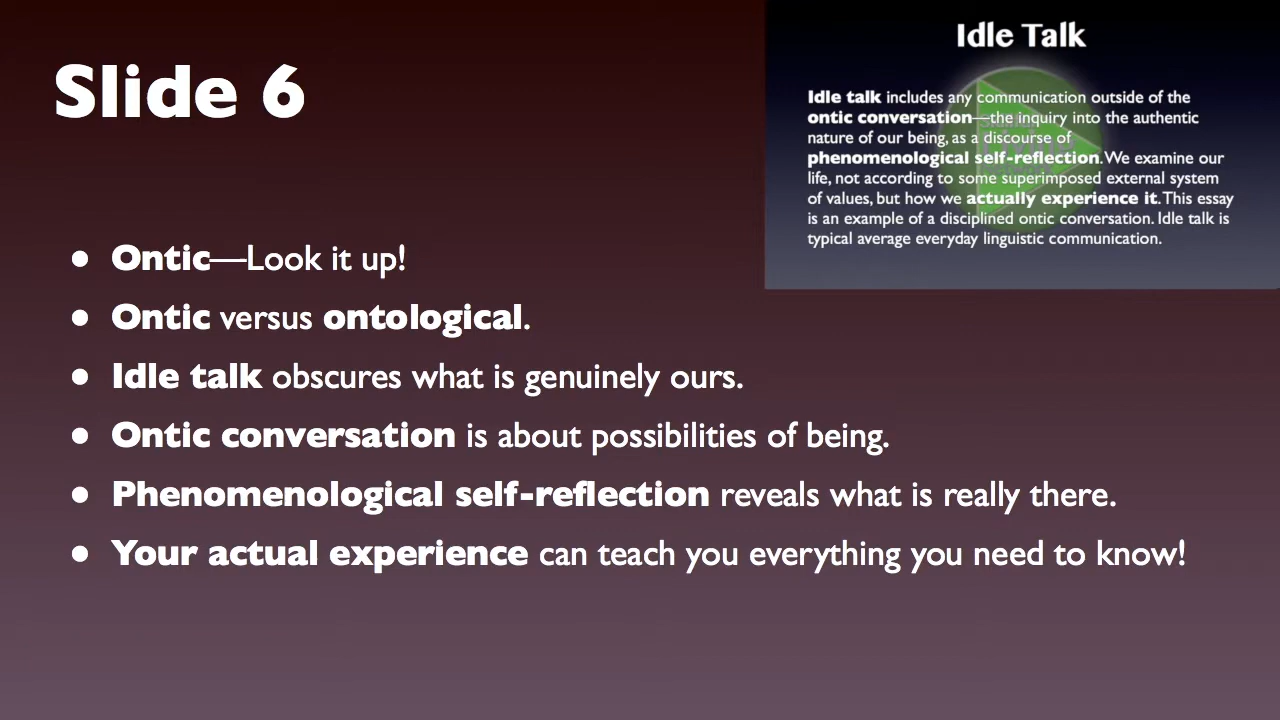 Slide 6
Idle Talk
Idle talk includes any communication outside of the
ontic conversation—the inquiry into the authentic
nature of our being, as a discourse of
phenomenological self-reflection. We examine our
life, not according to some superimposed external system
of values, but how we actually experience it. This essay
is an example of a disciplined ontic conversation. Idle talk is
typical average everyday linguistic communication.
● Ontic—Look it up!
● Ontic versus ontological.
● Idle talk obscures what is genuinely ours.
● Ontic conversation is about possibilities of being.
● Phenomenological self-reflection reveals what is really there.
● Your actual experience can teach you everything you need to know!